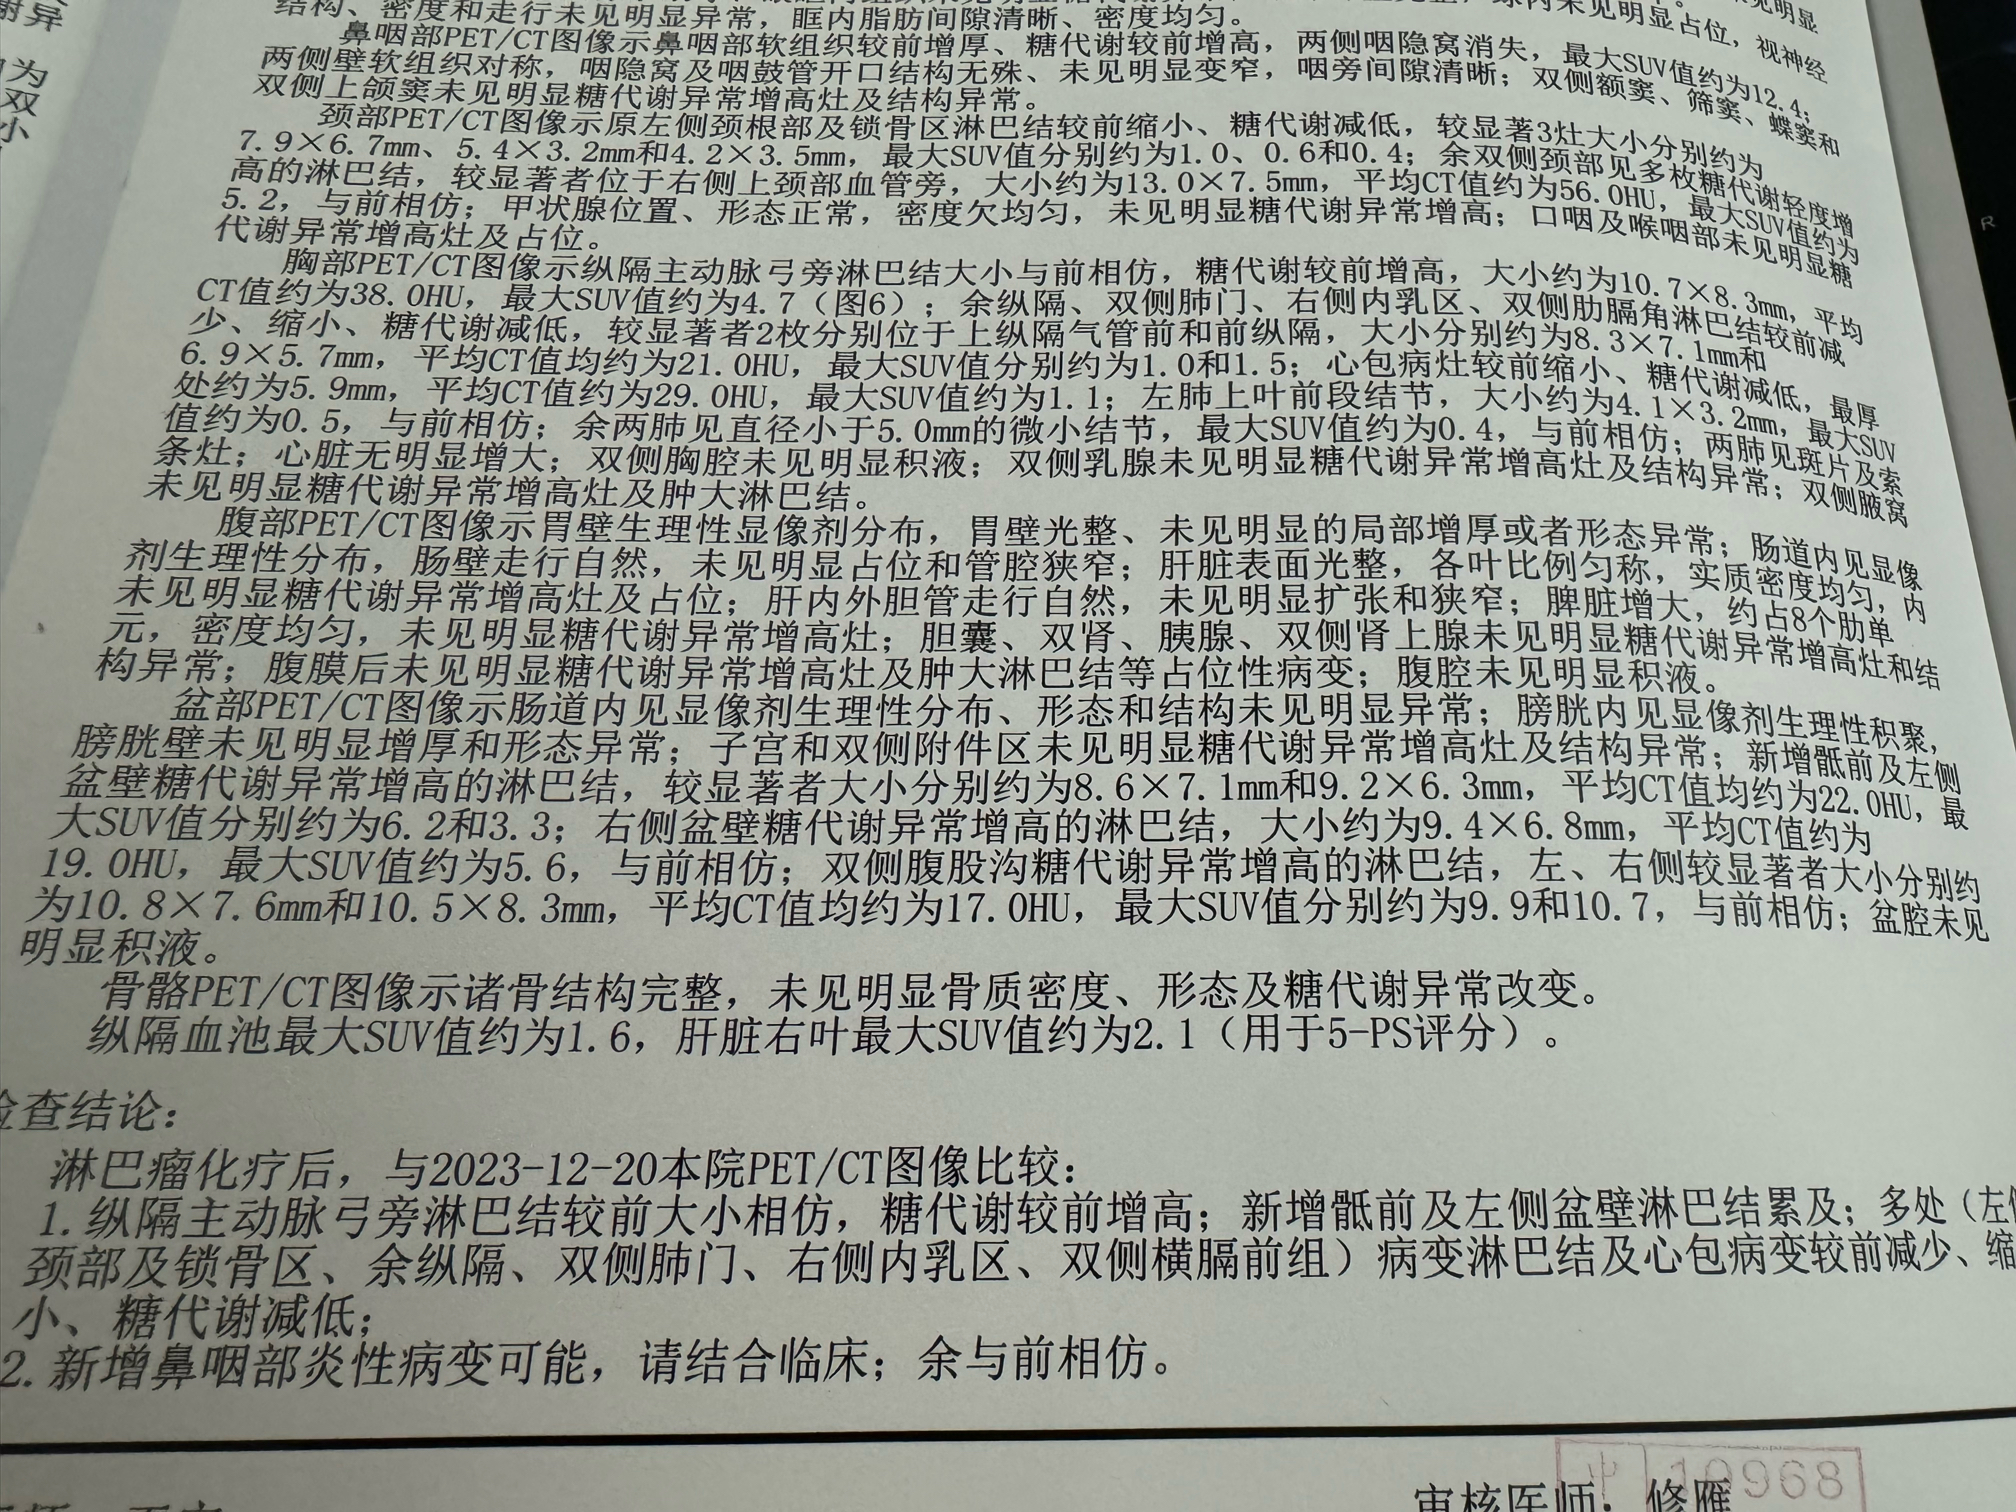 结构、密度和走行未见明显异常，眶内脂肪间隙清晰、密度均匀。
鼻咽部PET/CT图像示鼻咽部软组织较前增厚、糖代谢较前增高，两侧咽隐窝消失，最大SUV值约为12.4；
两侧壁软组织对称，咽隐窝及咽鼓管开口结构无殊、未见明显变窄，咽旁间隙清晰；双侧额窦、筛窦、蝶窦和
双侧上颌窦未见明显糖代谢异常增高灶及结构异常。
颈部PET/CT图像示原左侧颈根部及锁骨区淋巴结较前缩小、糖代谢减低，较显著3灶大小分别约为
7.9×6.7mm、5.4×3.2mm和4.2×3.5mm，最大SUV值分别约为1.0、0.6和0.4；余双侧颈部见多枚糖代谢轻度增
高的淋巴结，较显著者位于右侧上颈部血管旁，大小约为13.0×7.5mm，平均CT值约为56.0HU，最大SUV值约为
5.2，与前相仿；甲状腺位置、形态正常，密度欠均匀，未见明显糖代谢异常增高；口咽及喉咽部未见明显糖
代谢异常增高灶及占位。
胸部PET/CT图像示纵隔主动脉弓旁淋巴结大小与前相仿，糖代谢较前增高，大小约为10.7×8.3mm，平均
CT值约为38.0HU，最大SUV值约为4.7（图6）；余纵隔、双侧肺门、右侧内乳区、双侧肋膈角淋巴结较前减
少、缩小、糖代谢减低，较显著者2枚分别位于上纵隔气管前和前纵隔，大小分别约为8.3×7.1mm和
6.9×5.7mm，平均CT值均约为21.0HU，最大SUV值分别约为1.0和1.5；心包病灶较前缩小、糖代谢减低，最厚
处约为5.9mm，平均CT值约为29.0HU，最大SUV值约为1.1；左肺上叶前段结节，大小约为4.1×3.2mm，最大SUV
值约为0.5，与前相仿；余两肺见直径小于5.0mm的微小结节，最大SUV值约为0.4，与前相仿；两肺见斑片及索
条灶；心脏无明显增大；双侧胸腔未见明显积液；双侧乳腺未见明显糖代谢异常增高灶及结构异常；双侧腋窝
未见明显糖代谢异常增高灶及肿大淋巴结。
腹部PET/CT图像示胃壁生理性显像剂分布，胃壁光整、未见明显的局部增厚或者形态异常；肠道内见显像
剂生理性分布，肠壁走行自然，未见明显占位和管腔狭窄；肝脏表面光整，各叶比例匀称，实质密度均匀，内
未见明显糖代谢异常增高灶及占位；肝内外胆管走行自然，未见明显扩张和狭窄；脾脏增大，约占8个肋单
元，密度均匀，未见明显糖代谢异常增高灶；胆囊、双肾、胰腺、双侧肾上腺未见明显糖代谢异常增高灶和结
构异常；腹膜后未见明显糖代谢异常增高灶及肿大淋巴结等占位性病变；腹腔未见明显积液。
盆部PET/CT图像示肠道内见显像剂生理性分布、形态和结构未见明显异常；膀胱内见显像剂生理性积聚，
膀胱壁未见明显增厚和形态异常；子宫和双侧附件区未见明显糖代谢异常增高灶及结构异常；新增骶前及左侧
盆壁糖代谢异常增高的淋巴结，较显著者大小分别约为8.6×7.1mm和9.2×6.3mm，平均CT值均约为22.0HU，最
大SUV值分别约为6.2和3.3；右侧盆壁糖代谢异常增高的淋巴结，大小约为9.4×6.8mm，平均CT值约为
19.0HU，最大SUV值约为5.6，与前相仿；双侧腹股沟糖代谢异常增高的淋巴结，左、右侧较显著者大小分别约
为10.8×7.6mm和10.5×8.3mm，平均CT值均约为17.0HU，最大SUV值分别约为9.9和10.7，与前相仿；盆腔未见
明显积液。
骨骼PET/CT图像示诸骨结构完整，未见明显骨质密度、形态及糖代谢异常改变。
纵隔血池最大SUV值约为1.6，肝脏右叶最大SUV值约为2.1（用于5-PS评分）。
检查结论：
淋巴瘤化疗后，与2023-12-20本院PET/CT图像比较：
1.纵隔主动脉弓旁淋巴结较前大小相仿，糖代谢较前增高；新增骶前及左侧盆壁淋巴结累及；多处（左侧
颈部及锁骨区、余纵隔、双侧肺门、右侧内乳区、双侧横膈前组）病变淋巴结及心包病变较前减少、缩
小、糖代谢减低；
2.新增鼻咽部炎性病变可能，请结合临床；余与前相仿。
审核医师：修雁
10968